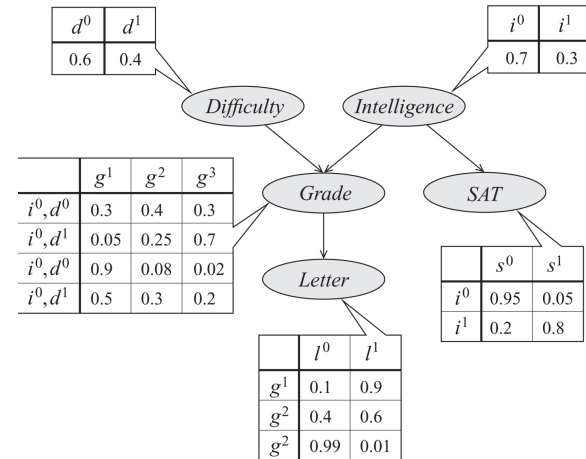 d⁰ d¹
0.6 0.4
i⁰ i¹
0.7 0.3
Difficulty
Intelligence
g¹ g² g³
i⁰,d⁰ 0.3 0.4 0.3
i⁰,d¹ 0.05 0.25 0.7
i⁰,d⁰ 0.9 0.08 0.02
i⁰,d¹ 0.5 0.3 0.2
Grade
SAT
Letter
s⁰ s¹
i⁰ 0.95 0.05
i¹ 0.2 0.8
l⁰ l¹
g¹ 0.1 0.9
g² 0.4 0.6
g² 0.99 0.01